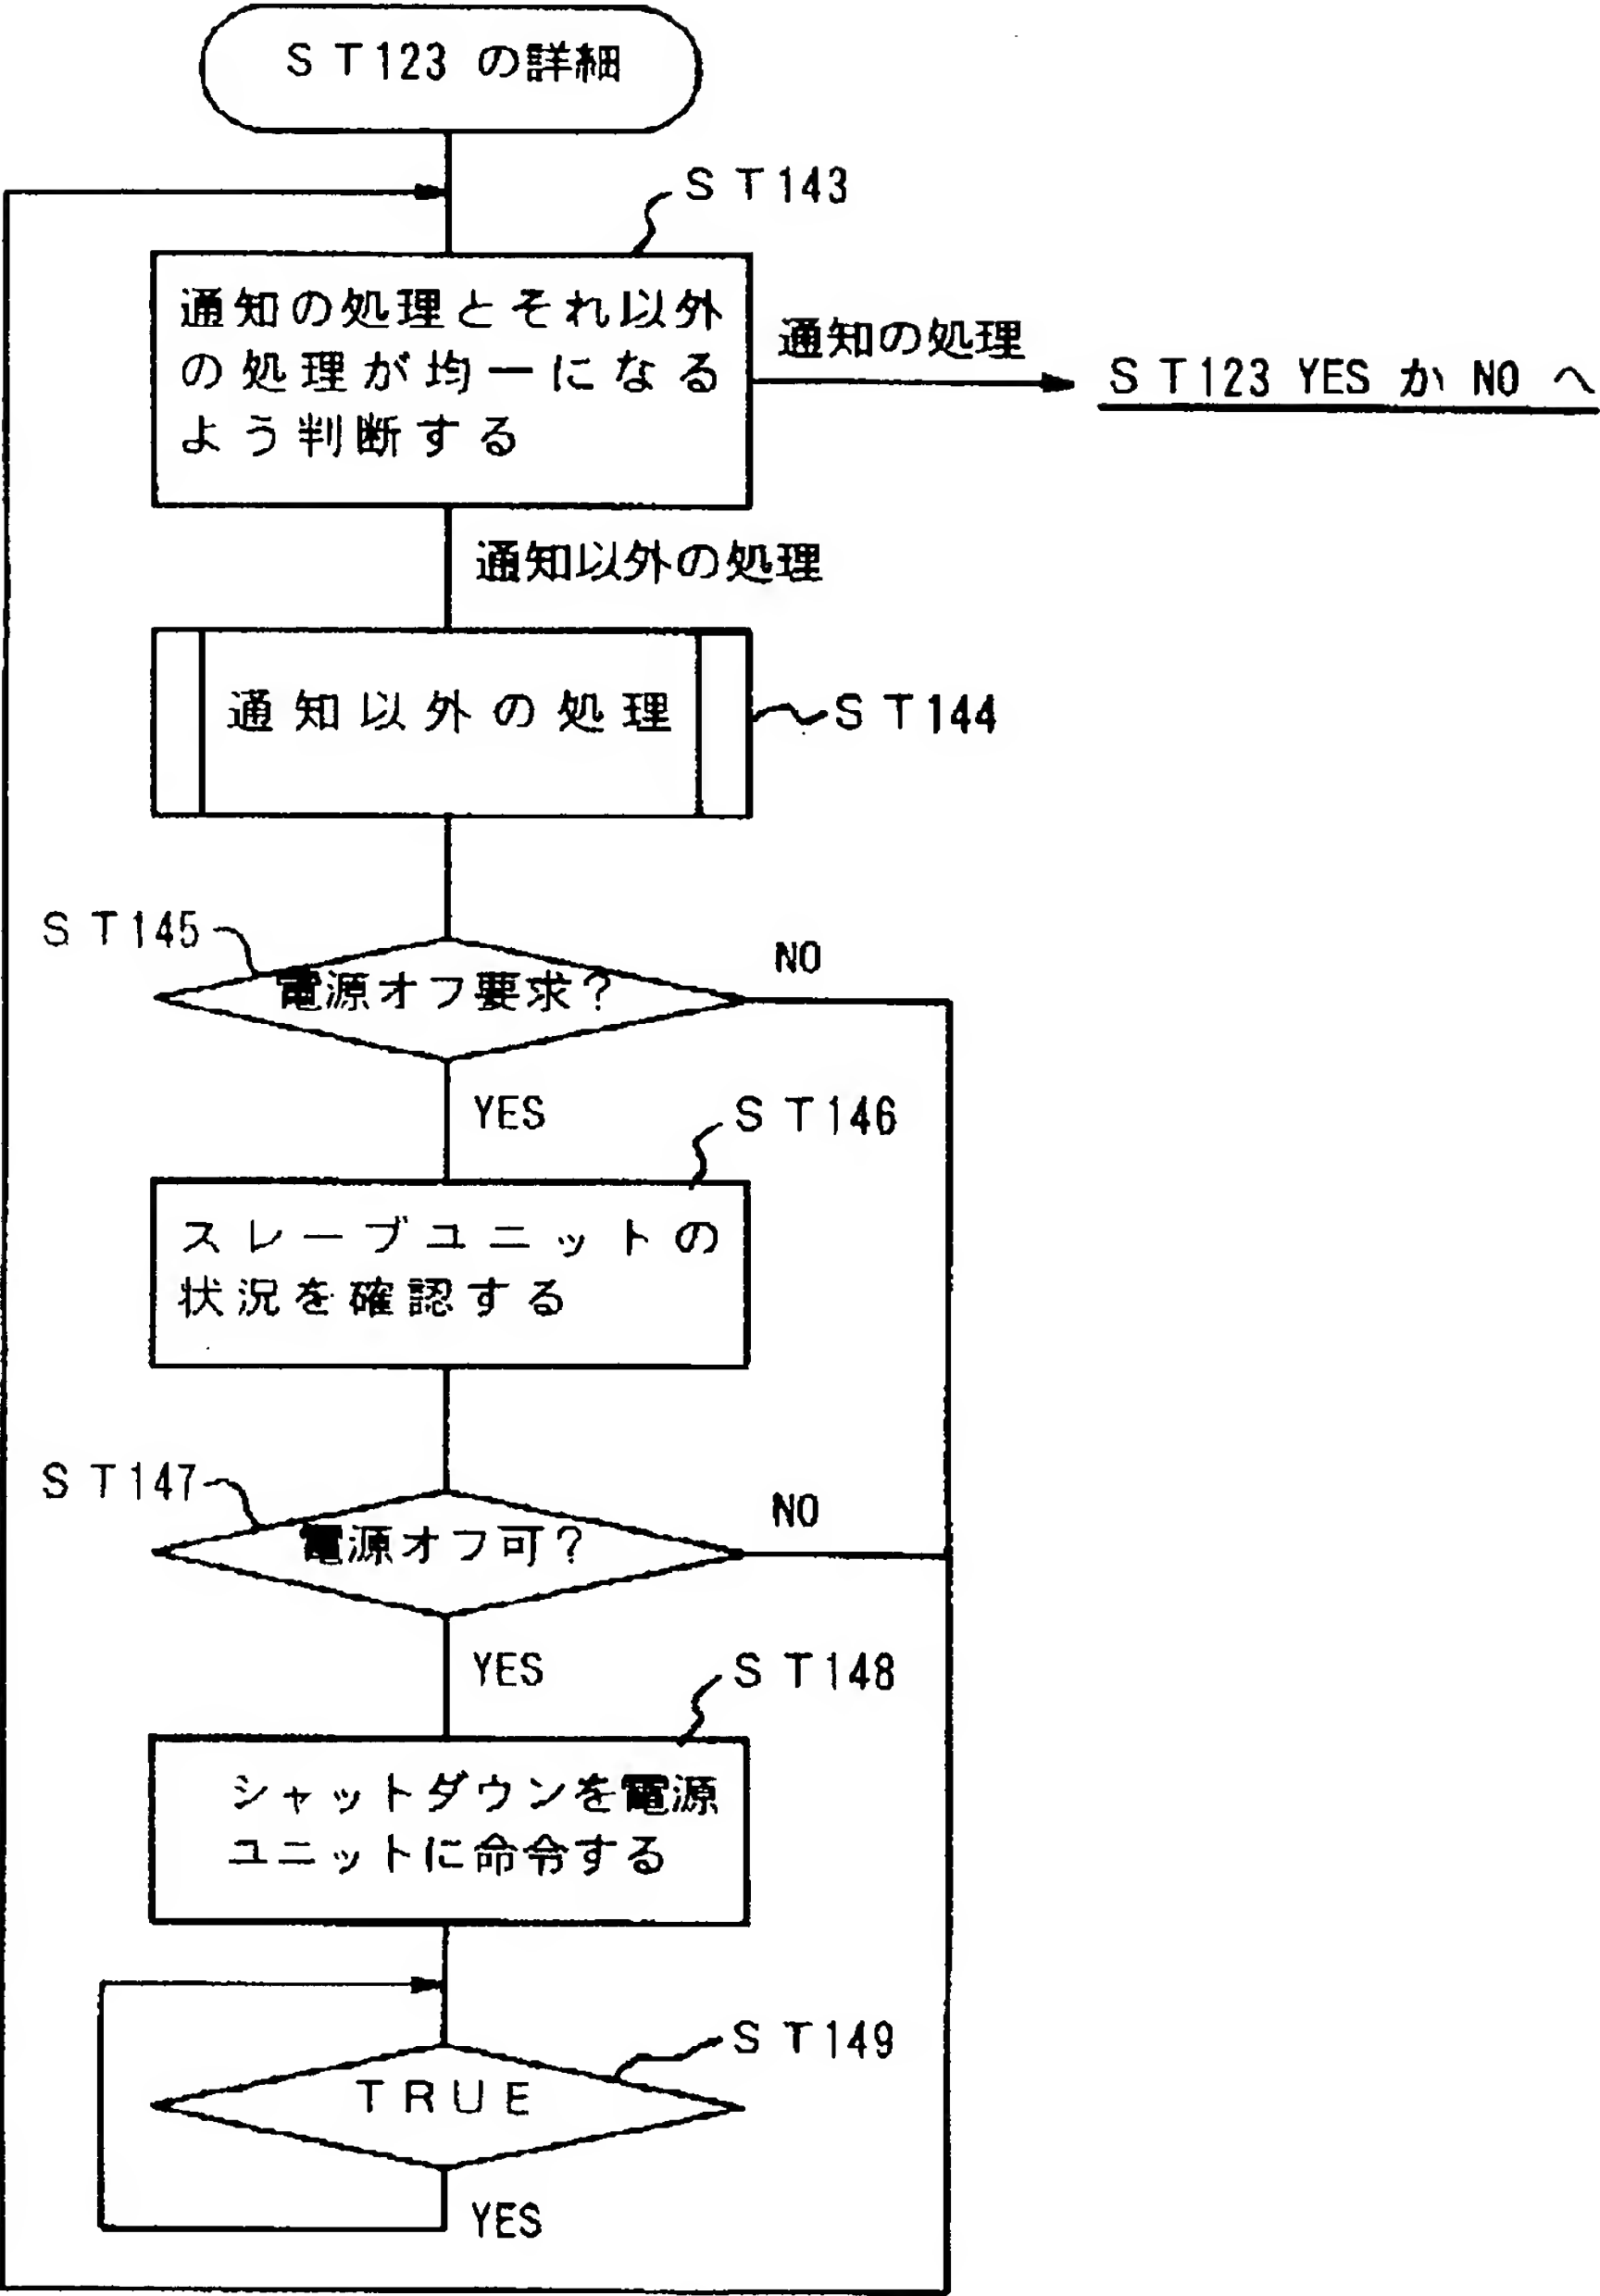 ST123 の詳細
ST143
通知の処理とそれ以外
の処理が均一になる
よう判断する
通知の処理
ST123 YES か NO へ
通知以外の処理
通知以外の処理
ST144
ST145
電源オフ要求?
NO
YES
ST146
スレーブユニットの
状況を確認する
ST147
電源オフ可?
NO
YES
ST148
シャットダウンを電源
ユニットに命令する
ST149
TRUE
YES